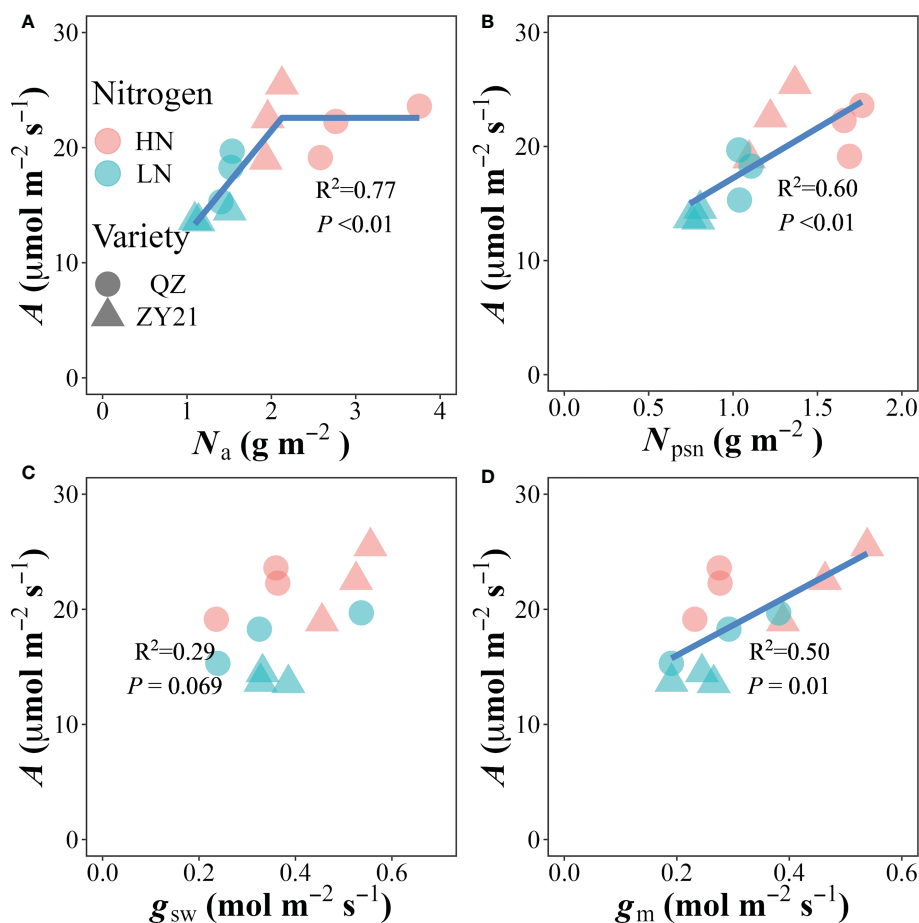 A
30
20
10
0
A (μmol m⁻² s⁻¹)
Nitrogen
HN
LN
Variety
QZ
ZY21
R²=0.77
P <0.01
0 1 2 3 4
Nₐ (g m⁻² )
B
30
20
10
0
A (μmol m⁻² s⁻¹)
R²=0.60
P <0.01
0.0 0.5 1.0 1.5 2.0
Npsn (g m⁻² )
C
30
20
10
0
A (μmol m⁻² s⁻¹)
R²=0.29
P = 0.069
0.0 0.2 0.4 0.6
gsw (mol m⁻² s⁻¹)
D
30
20
10
0
A (μmol m⁻² s⁻¹)
R²=0.50
P = 0.01
0.0 0.2 0.4 0.6
gm (mol m⁻² s⁻¹)